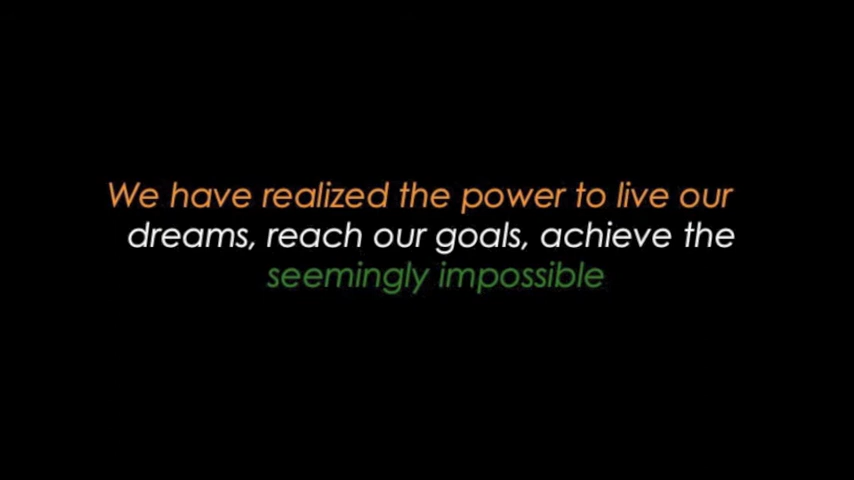 We have realized the power to live our
dreams, reach our goals, achieve the
seemingly impossible